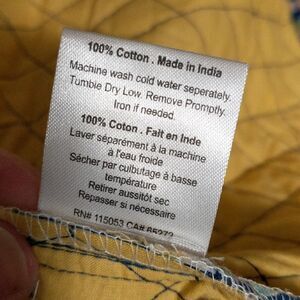 100% Cotton . Made in India
Machine wash cold water seperately.
Tumble Dry Low. Remove Promptly.
Iron if needed.
100% Coton . Fait en Inde
Laver séparément à la machine
à l'eau froide
Sécher par culbutage à basse
température
Retirer aussitôt sec
Repasser si nécessaire
RN# 115053 CA# 65272